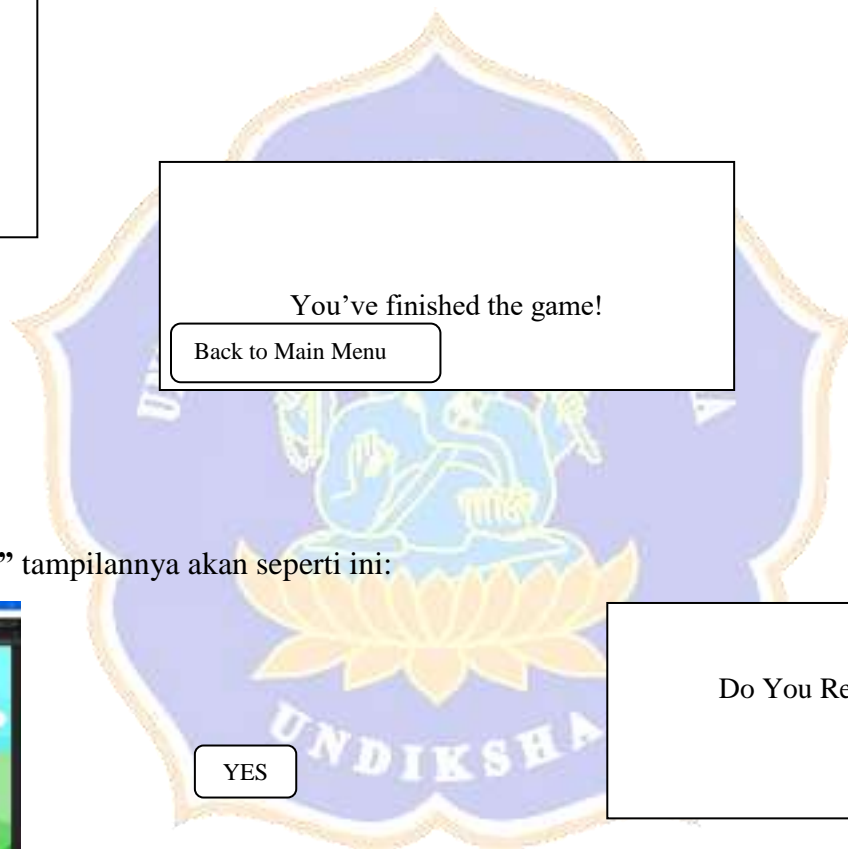 You’ve finished the game!
Back to Main Menu
” tampilannya akan seperti ini:
Do You Re
YES
UNDIKSHA